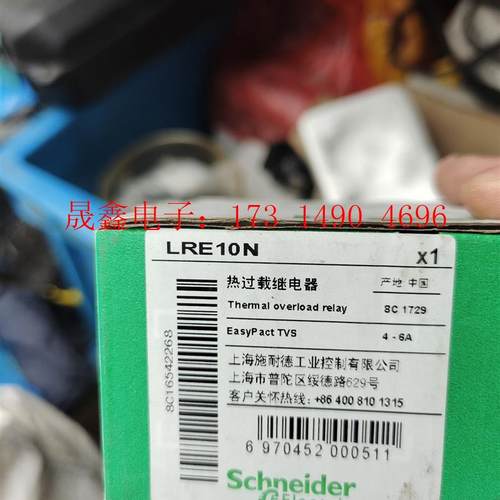 晟鑫电子：173 1490 4696
LRE10N
x1
热过载继电器
产地 中国
Thermal overload relay
8C 1729
EasyPact TVS
4 - 6A
上海施耐德工业控制有限公司
上海市普陀区绥德路629号
客户关怀热线: +86 400 810 1315
8C16542268
6 970452 000511
Schneider